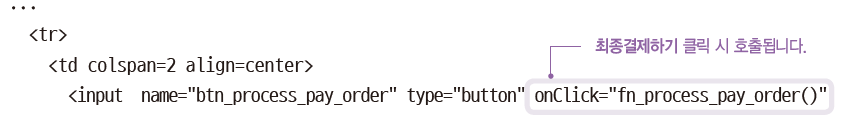 ...
<tr>
최종결제하기 클릭 시 호출됩니다.
<td colspan=2 align=center>
<input  name="btn_process_pay_order" type="button" onClick="fn_process_pay_order()"